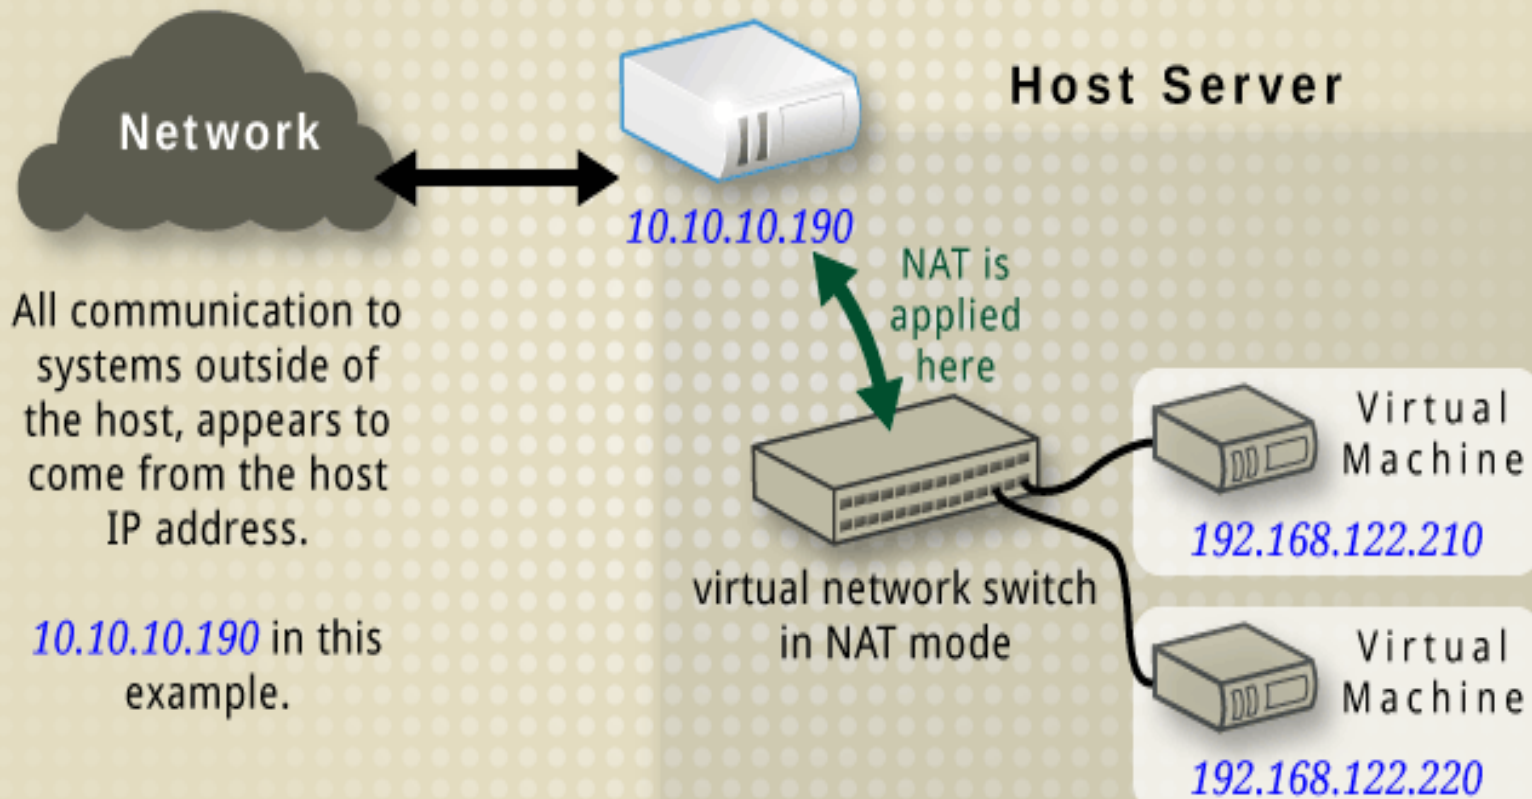 Network
Host Server
10.10.10.190
NAT is
applied
here
All communication to
systems outside of
the host, appears to
come from the host
IP address.
10.10.10.190 in this
example.
virtual network switch
in NAT mode
Virtual
Machine
192.168.122.210
Virtual
Machine
192.168.122.220